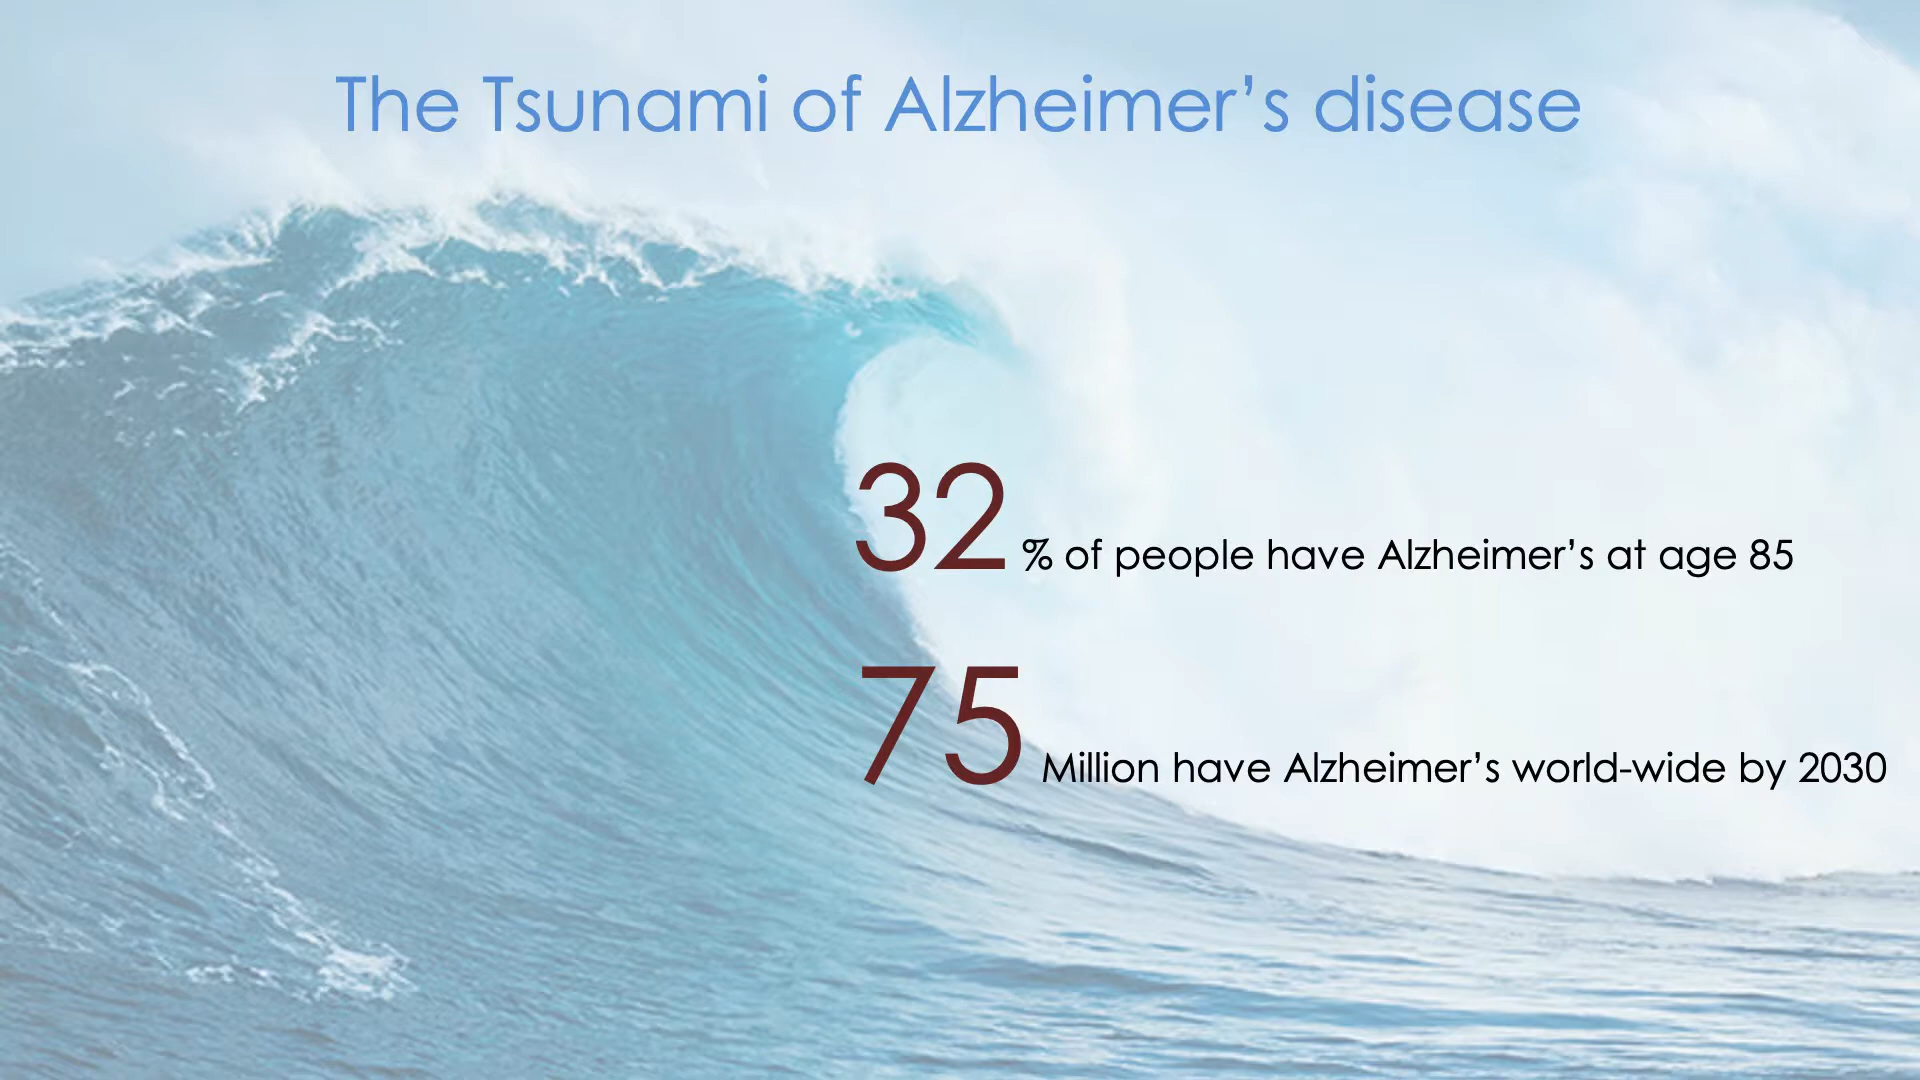 The Tsunami of Alzheimer’s disease
32 % of people have Alzheimer’s at age 85
75 Million have Alzheimer’s world-wide by 2030